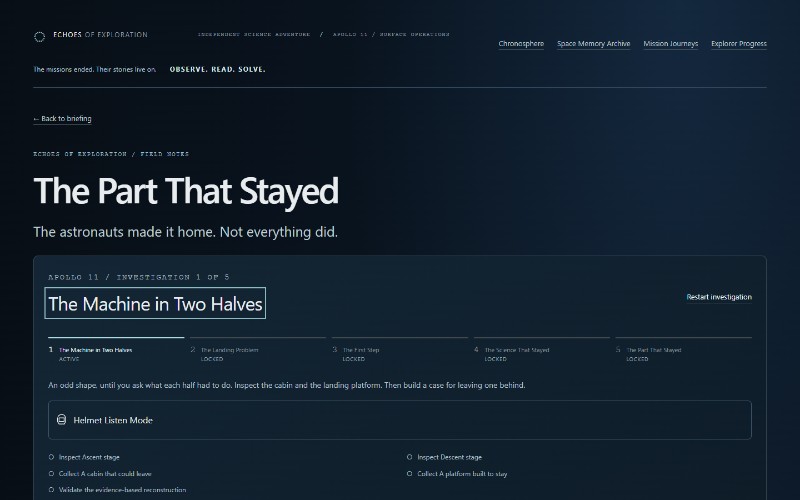 ECHOES OF EXPLORATION
INDEPENDENT SCIENCE ADVENTURE / APOLLO 11 / SURFACE OPERATIONS
Chronosphere Space Memory Archive Mission Journeys Explorer Progress
The missions ended. Their stories live on. OBSERVE. READ. SOLVE.
← Back to briefing
ECHOES OF EXPLORATION / FIELD NOTES
The Part That Stayed
The astronauts made it home. Not everything did.
APOLLO 11 / INVESTIGATION 1 OF 5
The Machine in Two Halves
Restart investigation
1 The Machine in Two Halves
ACTIVE
2 The Landing Problem
LOCKED
3 The First Step
LOCKED
4 The Science That Stayed
LOCKED
5 The Part That Stayed
LOCKED
An odd shape, until you ask what each half had to do. Inspect the cabin and the landing platform. Then build a case for leaving one behind.
Helmet Listen Mode
Inspect Ascent stage
Inspect Descent stage
Collect A cabin that could leave
Collect A platform built to stay
Validate the evidence-based reconstruction